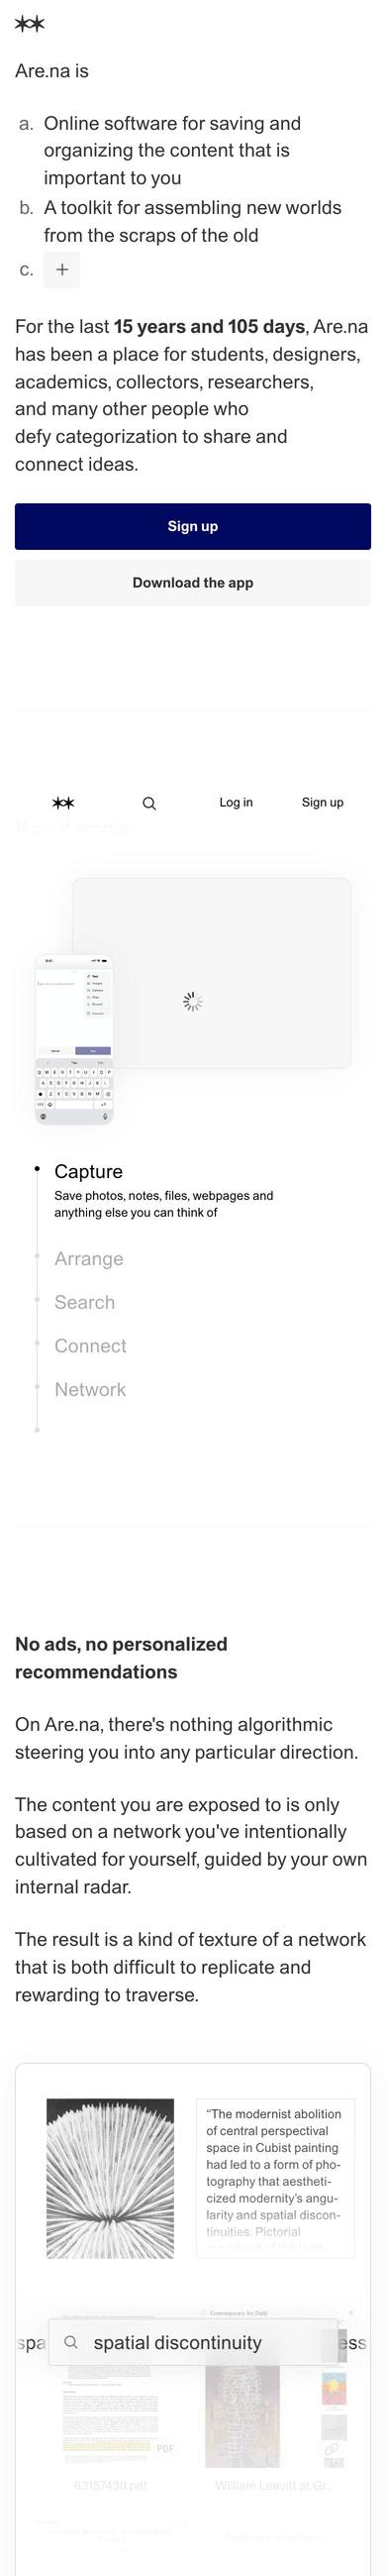 Are.na is
a. Online software for saving and
organizing the content that is
important to you
b. A toolkit for assembling new worlds
from the scraps of the old
c. +
For the last 15 years and 105 days, Are.na
has been a place for students, designers,
academics, collectors, researchers,
and many other people who
defy categorization to share and
connect ideas.
Sign up
Download the app
Log in Sign up
How it works
Capture
Save photos, notes, files, webpages and
anything else you can think of
Arrange
Search
Connect
Network
No ads, no personalized
recommendations
On Are.na, there's nothing algorithmic
steering you into any particular direction.
The content you are exposed to is only
based on a network you've intentionally
cultivated for yourself, guided by your own
internal radar.
The result is a kind of texture of a network
that is both difficult to replicate and
rewarding to traverse.
“The modernist abolition
of central perspectival
space in Cubist painting
had led to a form of pho-
tography that aestheti-
cized modernity’s angu-
larity and spatial discon-
tinuities. Pictorial
Contemporary Art Daily
spa spatial discontinuity ess
PDF
63157430.pdf William Leavitt at Gr...